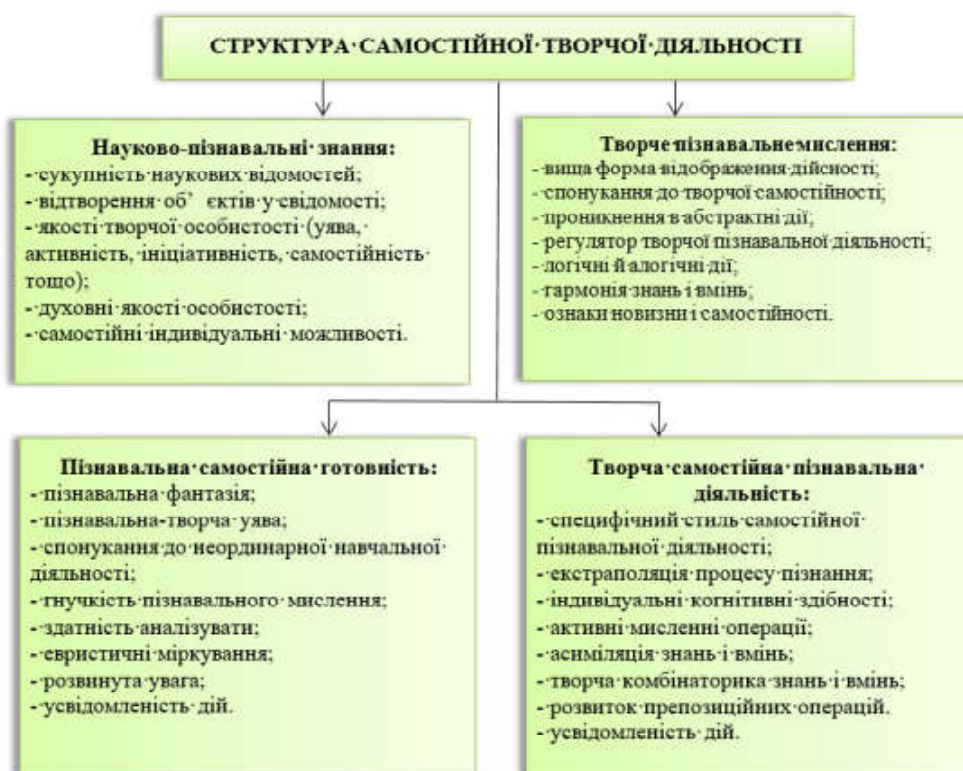 СТРУКТУРА САМОСТІЙНОЇ ТВОРЧОЇ ДІЯЛЬНОСТІ
Науково-пізнавальні знання:
- сукупність наукових відомостей;
- відтворення об’єктів у свідомості;
- якості творчої особистості (уява,
активність, ініціативність, самостійність
тощо);
- духовні якості особистості;
- самостійні індивідуальні можливості.
Творче пізнавальне мислення:
- вища форма відображення дійсності;
- спонукання до творчої самостійності;
- проникнення в абстрактні дії;
- регулятор творчої пізнавальної діяльності;
- логічні й алогічні дії;
- гармонія знань і вмінь;
- ознаки новизни і самостійності.
Пізнавальна самостійна готовність:
- пізнавальна фантазія;
- пізнавальна-творча уява;
- спонукання до неординарної навчальної
діяльності;
- гнучкість пізнавального мислення;
- здатність аналізувати;
- евристичні міркування;
- розвинута увага;
- усвідомленість дій.
Творча самостійна пізнавальна
діяльність:
- специфічний стиль самостійної
пізнавальної діяльності;
- екстраполяція процесу пізнання;
- індивідуальні когнітивні здібності;
- активні мисленні операції;
- асиміляція знань і вмінь;
- творча комбінаторика знань і вмінь;
- розвиток препозиційних операцій.
- усвідомленість дій.